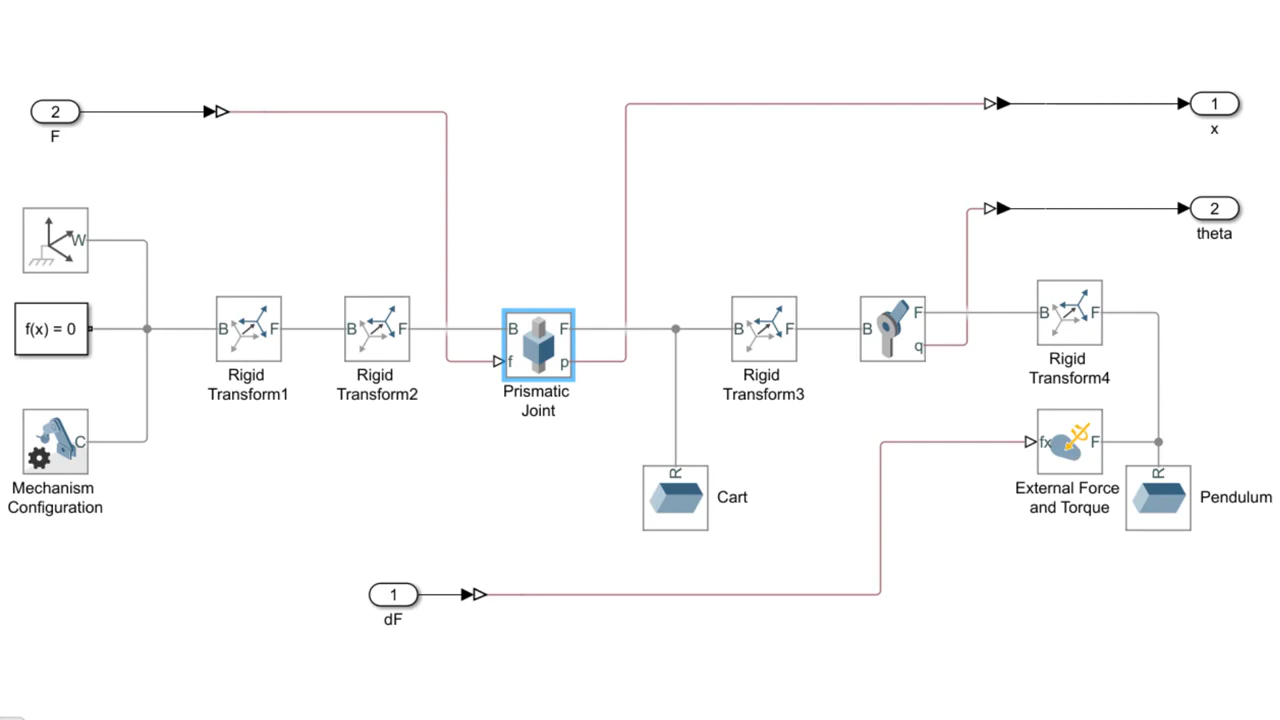 2
F
1
x
2
theta
W
f(x) = 0
C
Mechanism
Configuration
B
F
Rigid
Transform1
B
F
Rigid
Transform2
B
F
f
p
Prismatic
Joint
R
Cart
B
F
Rigid
Transform3
B
F
q
B
F
Rigid
Transform4
fx
F
External Force
and Torque
R
Pendulum
1
dF